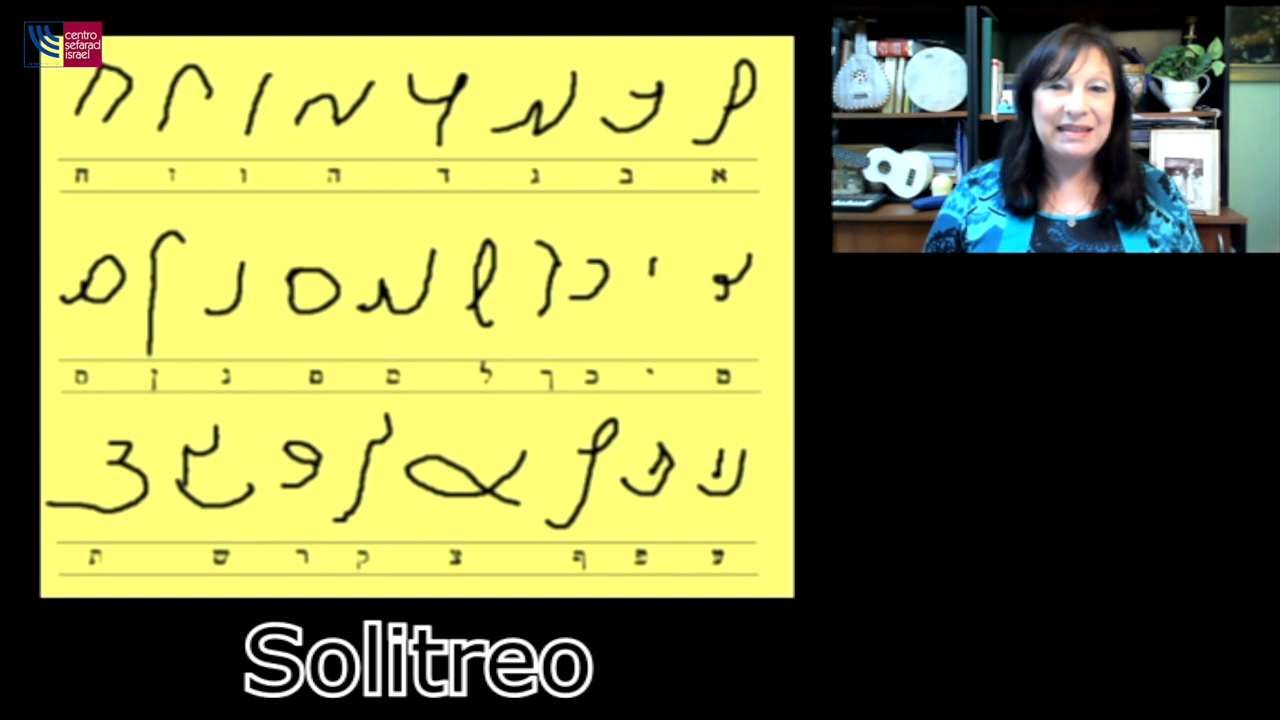 centro
sefarad
israel
א ב ג ד ה ו ז ח
ט י כ ך ל מ ם נ ן ס
ע פ ף צ ק ר ש ת
Solitreo